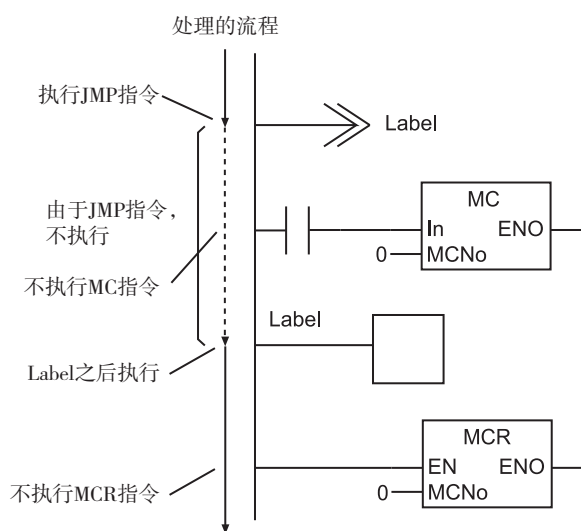 处理的流程
执行JMP指令
Label
由于JMP指令，
不执行
MC
In ENO
0 MCNo
不执行MC指令
Label
Label之后执行
MCR
EN ENO
0 MCNo
不执行MCR指令